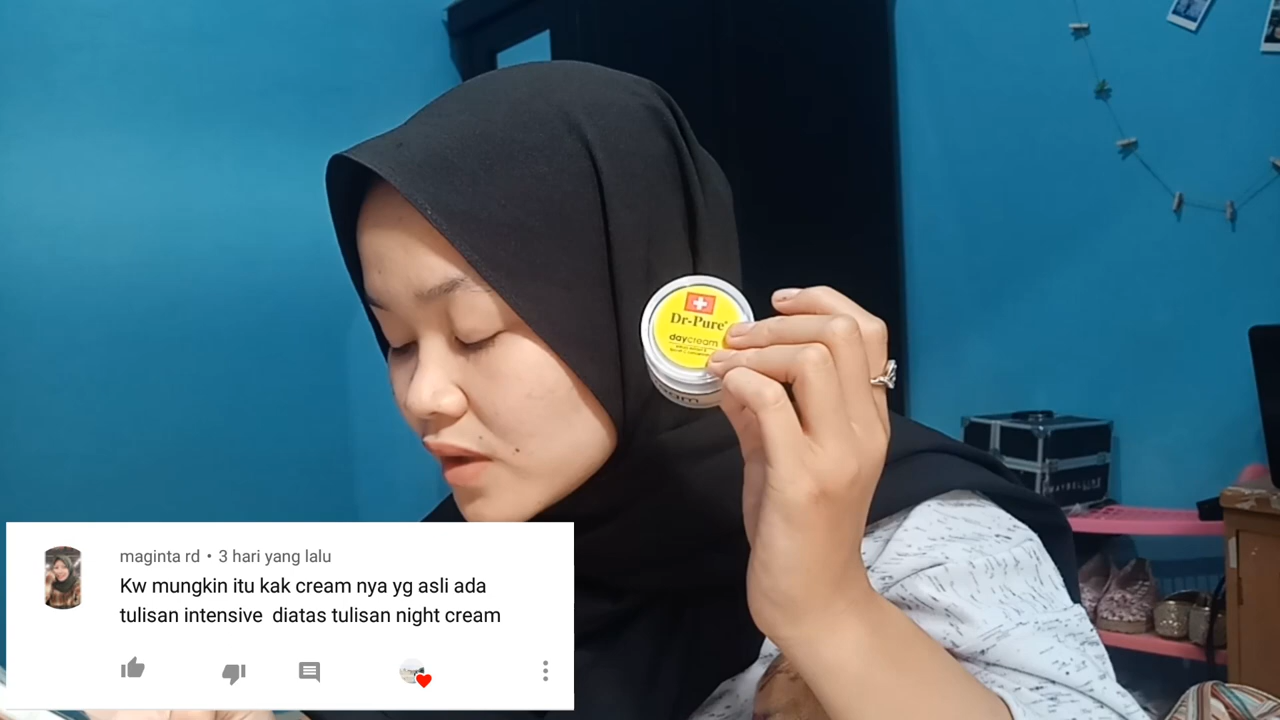 Dr-Pure
daycream
MAYBELLINE
maginta rd • 3 hari yang lalu
Kw mungkin itu kak cream nya yg asli ada
tulisan intensive diatas tulisan night cream